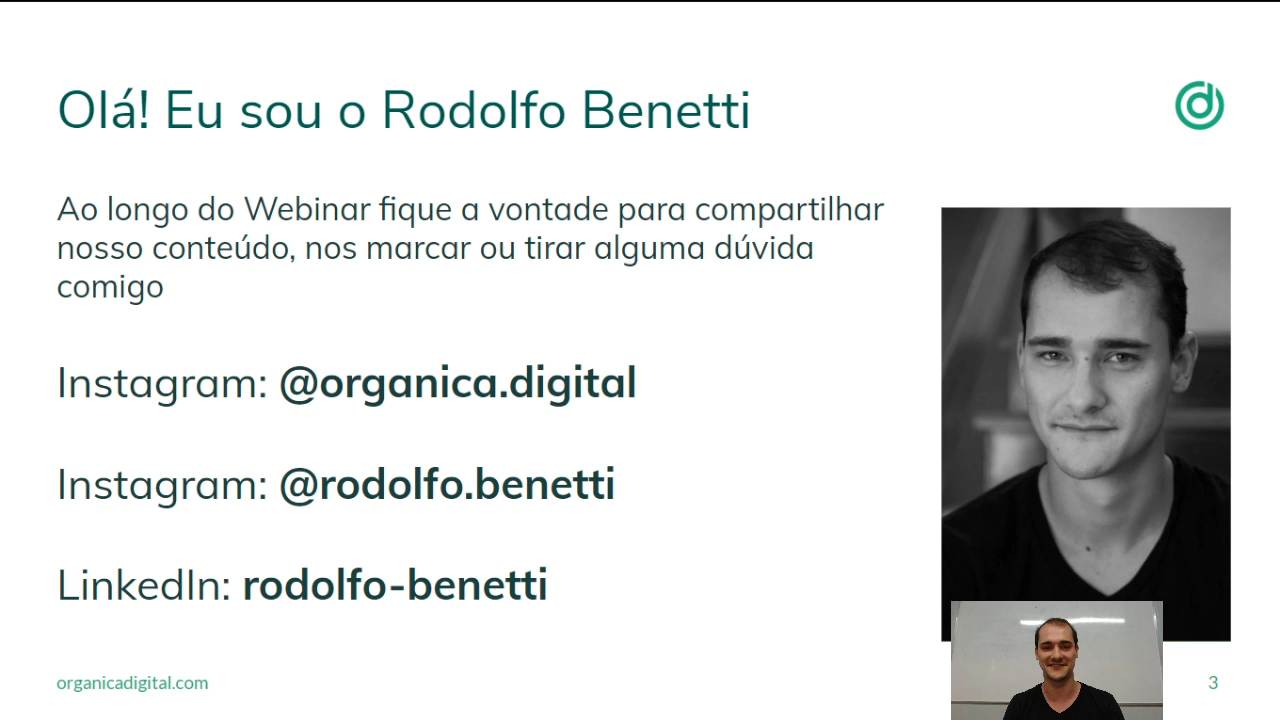 Olá! Eu sou o Rodolfo Benetti
Ao longo do Webinar fique a vontade para compartilhar
nosso conteúdo, nos marcar ou tirar alguma dúvida
comigo
Instagram: @organica.digital
Instagram: @rodolfo.benetti
LinkedIn: rodolfo-benetti
organicadigital.com
3